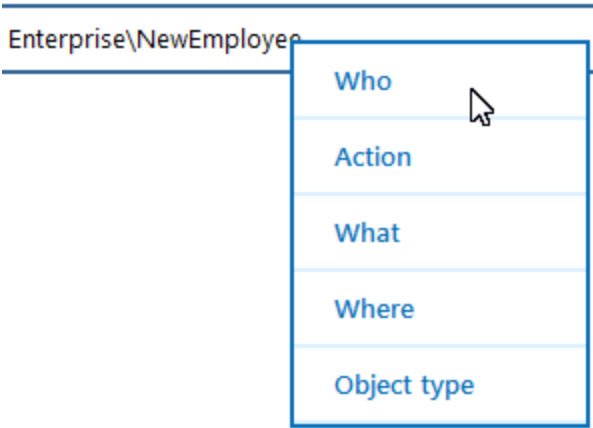 Enterprise\NewEmployee
Who
Action
What
Where
Object type